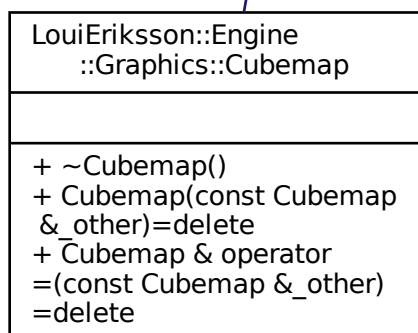 LouiEriksson::Engine
::Graphics::Cubemap
+ ~Cubemap()
+ Cubemap(const Cubemap
&_other)=delete
+ Cubemap & operator
=(const Cubemap &_other)
=delete